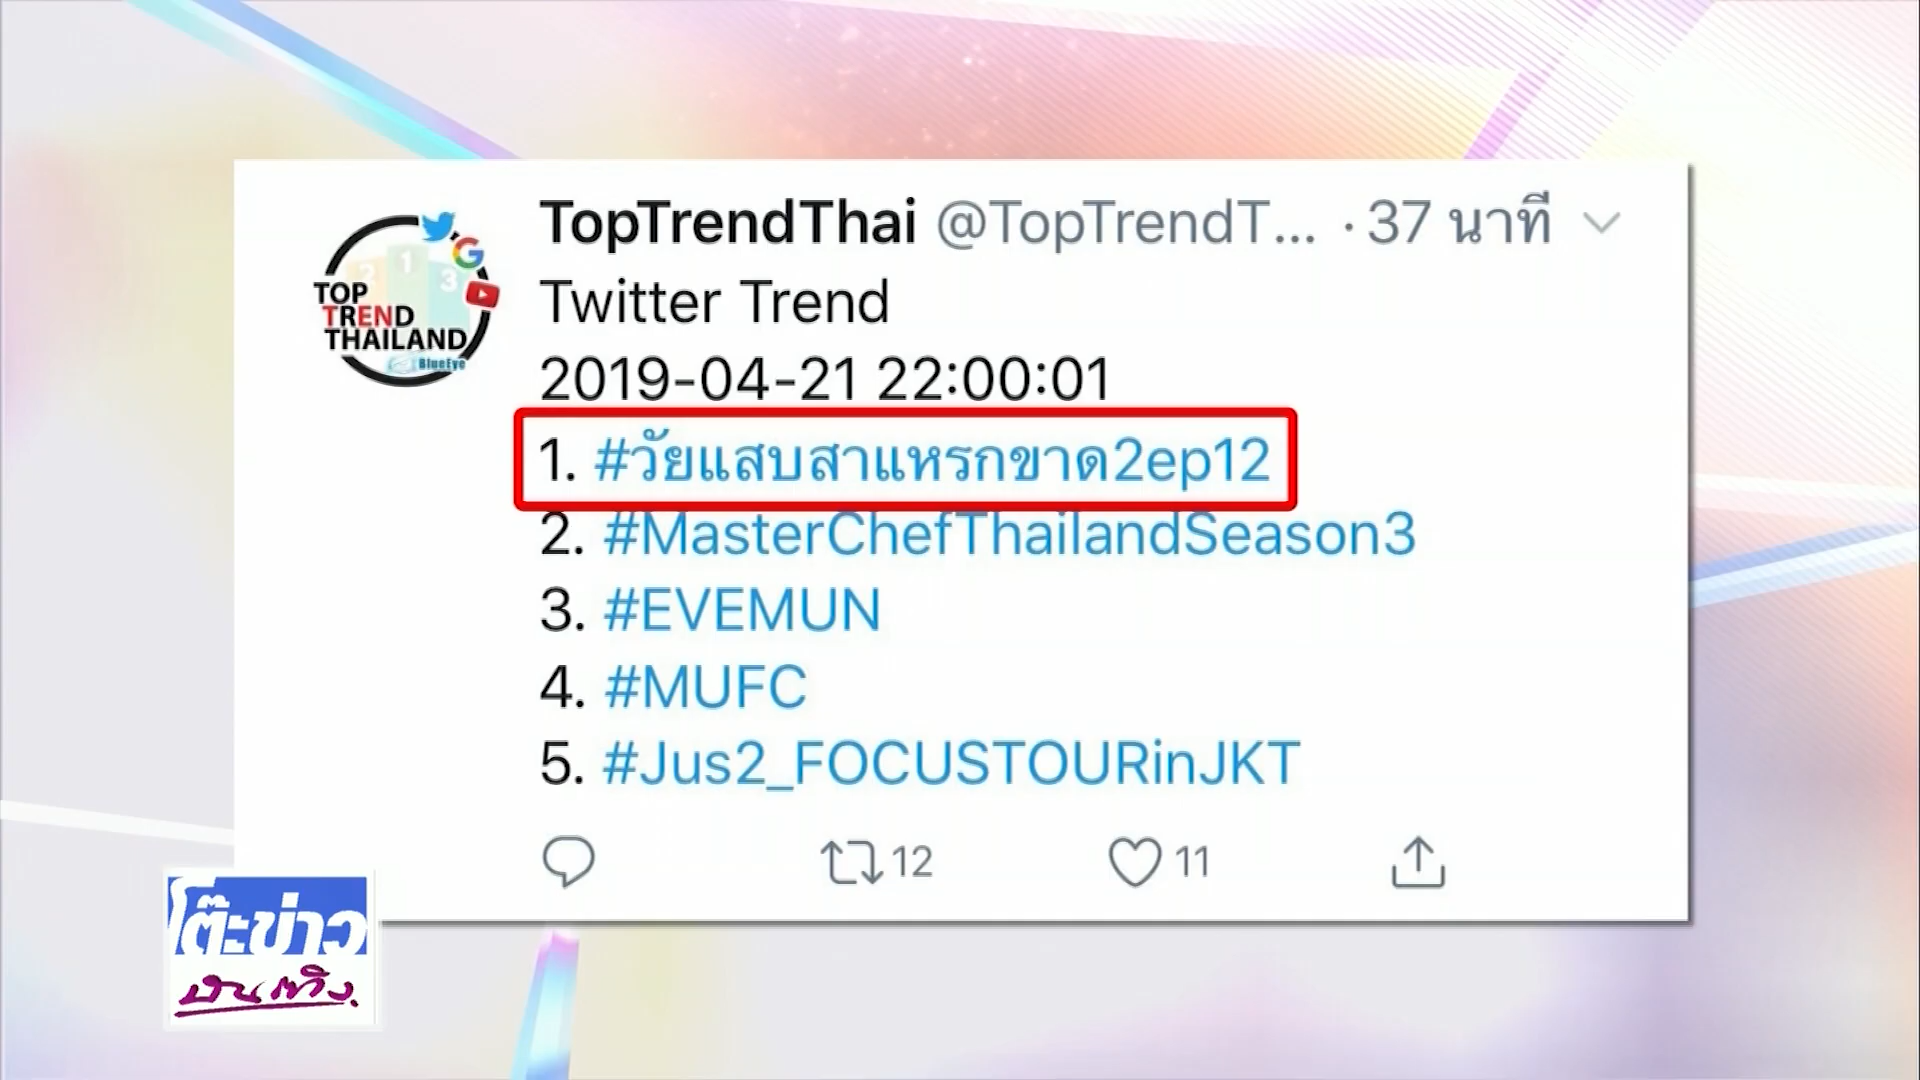 TopTrendThai @TopTrendT... · 37 นาที
Twitter Trend
2019-04-21 22:00:01
1. #วัยแสบสาแหรกขาด2ep12
2. #MasterChefThailandSeason3
3. #EVEMUN
4. #MUFC
5. #Jus2_FOCUSTOURinJKT
12 11
2 1 3
TOP
TREND
THAILAND
BlueEye
โต๊ะข่าว
บันเทิง